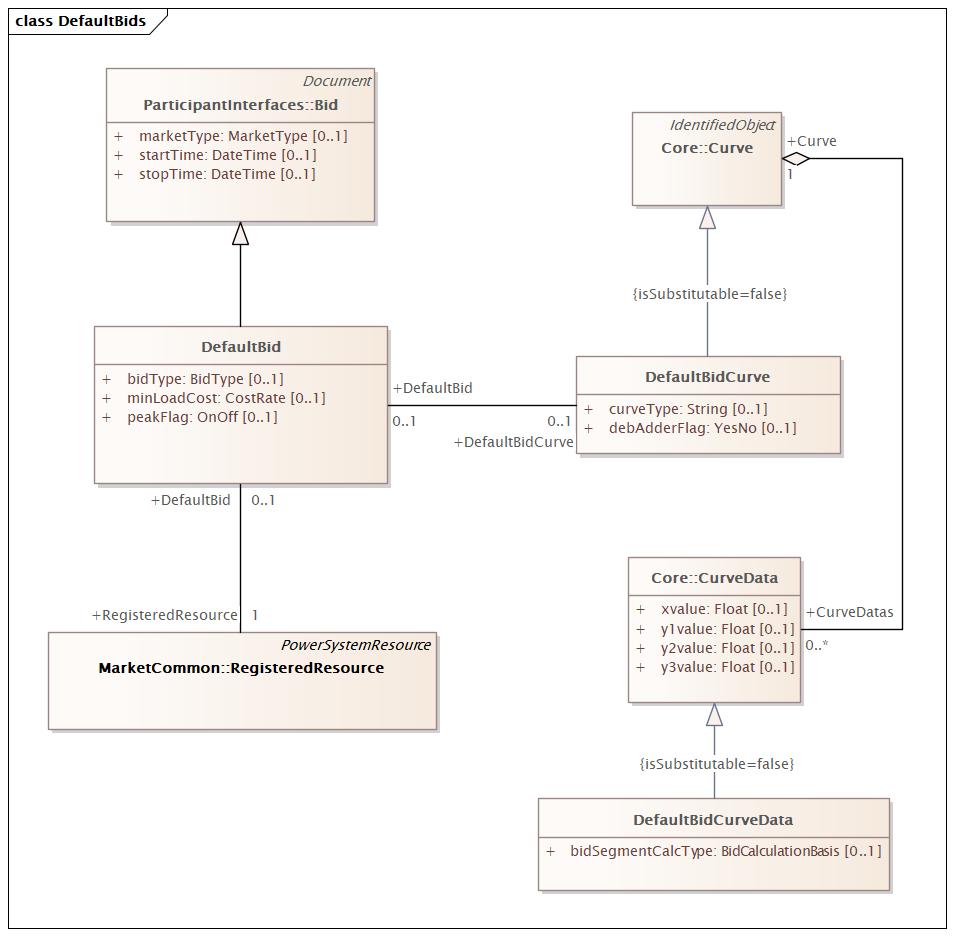 class DefaultBids
Document
ParticipantInterfaces::Bid
+ marketType: MarketType [0..1]
+ startTime: DateTime [0..1]
+ stopTime: DateTime [0..1]
IdentifiedObject
Core::Curve
+Curve
1
{isSubstitutable=false}
DefaultBid
+ bidType: BidType [0..1]
+ minLoadCost: CostRate [0..1]
+ peakFlag: OnOff [0..1]
+DefaultBid
0..1
0..1
+DefaultBidCurve
DefaultBidCurve
+ curveType: String [0..1]
+ debAdderFlag: YesNo [0..1]
+DefaultBid
0..1
+RegisteredResource
1
PowerSystemResource
MarketCommon::RegisteredResource
Core::CurveData
+ xvalue: Float [0..1]
+ y1value: Float [0..1]
+ y2value: Float [0..1]
+ y3value: Float [0..1]
+CurveDatas
0..*
{isSubstitutable=false}
DefaultBidCurveData
+ bidSegmentCalcType: BidCalculationBasis [0..1]